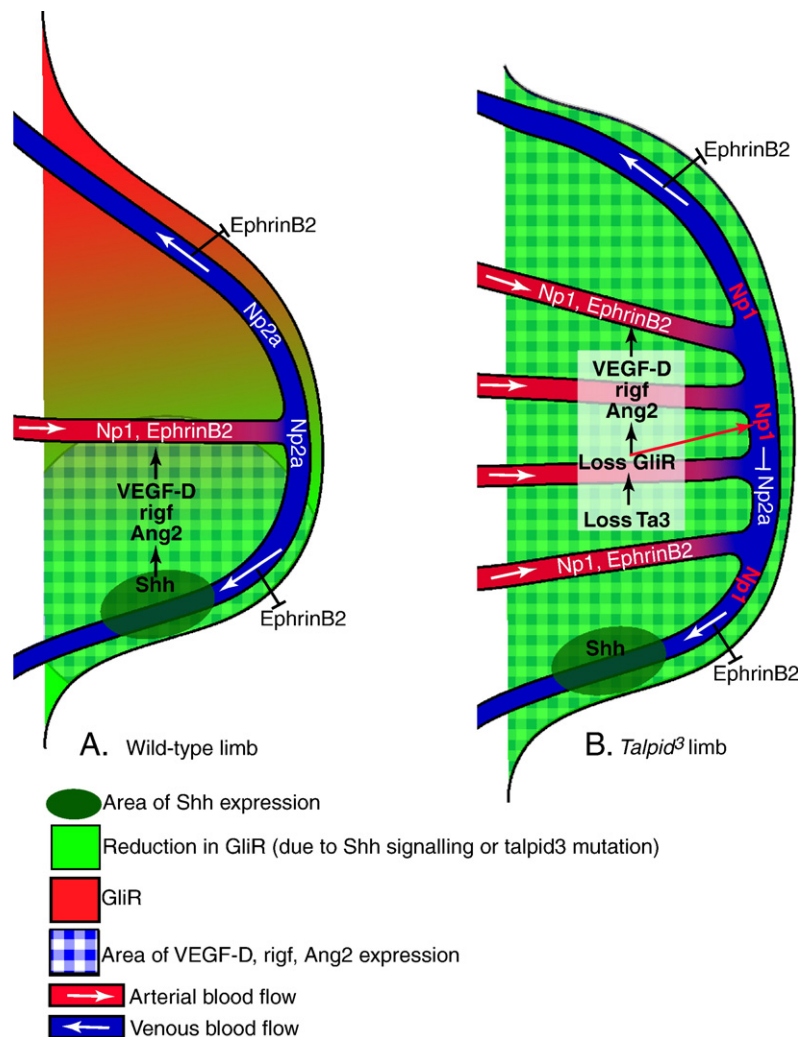 EphrinB2
Np2a
Np1, EphrinB2
Np2a
VEGF-D
rigf
Ang2
Shh
EphrinB2
A. Wild-type limb
EphrinB2
Np1
Np1, EphrinB2
VEGF-D
rigf
Ang2
Np1
Loss GliR
Np2a
Loss Ta3
Np1, EphrinB2
Np1
Shh
EphrinB2
B. Talpid³ limb
Area of Shh expression
Reduction in GliR (due to Shh signalling or talpid3 mutation)
GliR
Area of VEGF-D, rigf, Ang2 expression
Arterial blood flow
Venous blood flow